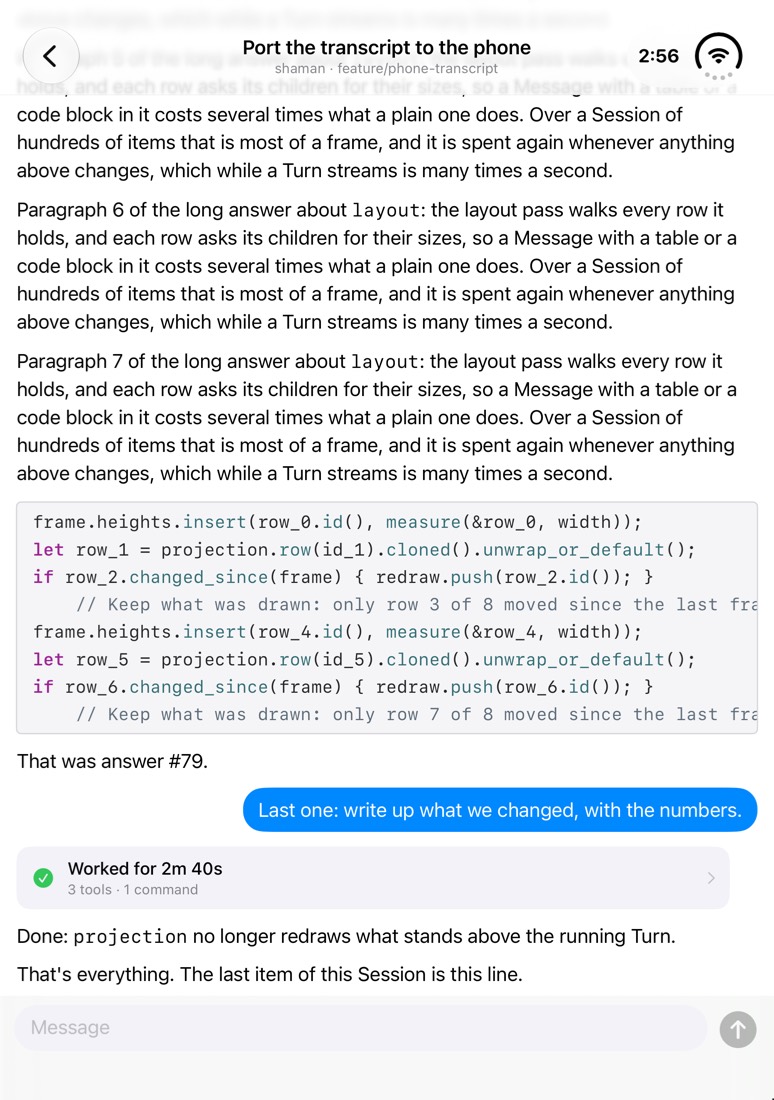 Port the transcript to the phone
shaman · feature/phone-transcript
2:56
code block in it costs several times what a plain one does. Over a Session of
hundreds of items that is most of a frame, and it is spent again whenever anything
above changes, which while a Turn streams is many times a second.
Paragraph 6 of the long answer about layout: the layout pass walks every row it
holds, and each row asks its children for their sizes, so a Message with a table or a
code block in it costs several times what a plain one does. Over a Session of
hundreds of items that is most of a frame, and it is spent again whenever anything
above changes, which while a Turn streams is many times a second.
Paragraph 7 of the long answer about layout: the layout pass walks every row it
holds, and each row asks its children for their sizes, so a Message with a table or a
code block in it costs several times what a plain one does. Over a Session of
hundreds of items that is most of a frame, and it is spent again whenever anything
above changes, which while a Turn streams is many times a second.
frame.heights.insert(row_0.id(), measure(&row_0, width));
let row_1 = projection.row(id_1).cloned().unwrap_or_default();
if row_2.changed_since(frame) { redraw.push(row_2.id()); }
// Keep what was drawn: only row 3 of 8 moved since the last fra
frame.heights.insert(row_4.id(), measure(&row_4, width));
let row_5 = projection.row(id_5).cloned().unwrap_or_default();
if row_6.changed_since(frame) { redraw.push(row_6.id()); }
// Keep what was drawn: only row 7 of 8 moved since the last fra
That was answer #79.
Last one: write up what we changed, with the numbers.
Worked for 2m 40s
3 tools · 1 command
Done: projection no longer redraws what stands above the running Turn.
That's everything. The last item of this Session is this line.
Message